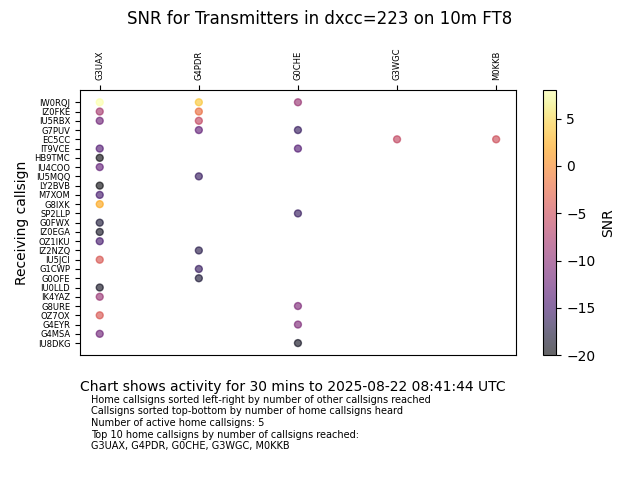 SNR for Transmitters in dxcc=223 on 10m FT8
G3UAX
G4PDR
G0CHE
G3WGC
M0KKB
Receiving callsign
IW0RQJ
IZ0FKE
IU5RBX
G7PUV
EC5CC
IT9VCE
HB9TMC
IU4COO
IU5MQQ
LY2BVB
M7XOM
G8IXK
SP2LLP
G0FWX
IZ0EGA
OZ1IKU
IZ2NZQ
IU5JCI
G1CWP
G0OFE
IU0LLD
IK4YAZ
G8URE
OZ7OX
G4EYR
G4MSA
IU8DKG
5
0
−5
−10
−15
−20
SNR
Chart shows activity for 30 mins to 2025-08-22 08:41:44 UTC
Home callsigns sorted left-right by number of other callsigns reached
Callsigns sorted top-bottom by number of home callsigns heard
Number of active home callsigns: 5
Top 10 home callsigns by number of callsigns reached:
G3UAX, G4PDR, G0CHE, G3WGC, M0KKB